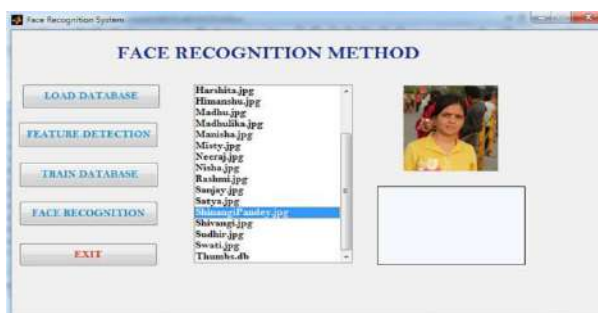 Face Recognition System
FACE RECOGNITION METHOD
LOAD DATABASE
FEATURE DETECTION
TRAIN DATABASE
FACE RECOGNITION
EXIT
Harshita.jpg
Himanshu.jpg
Madhu.jpg
Madhulika.jpg
Manisha.jpg
Misty.jpg
Neeraj.jpg
Nisha.jpg
Rashmi.jpg
Sanjay.jpg
Satya.jpg
ShinangiPandey.jpg
Shivangi.jpg
Sudhir.jpg
Swati.jpg
Thumbs.db